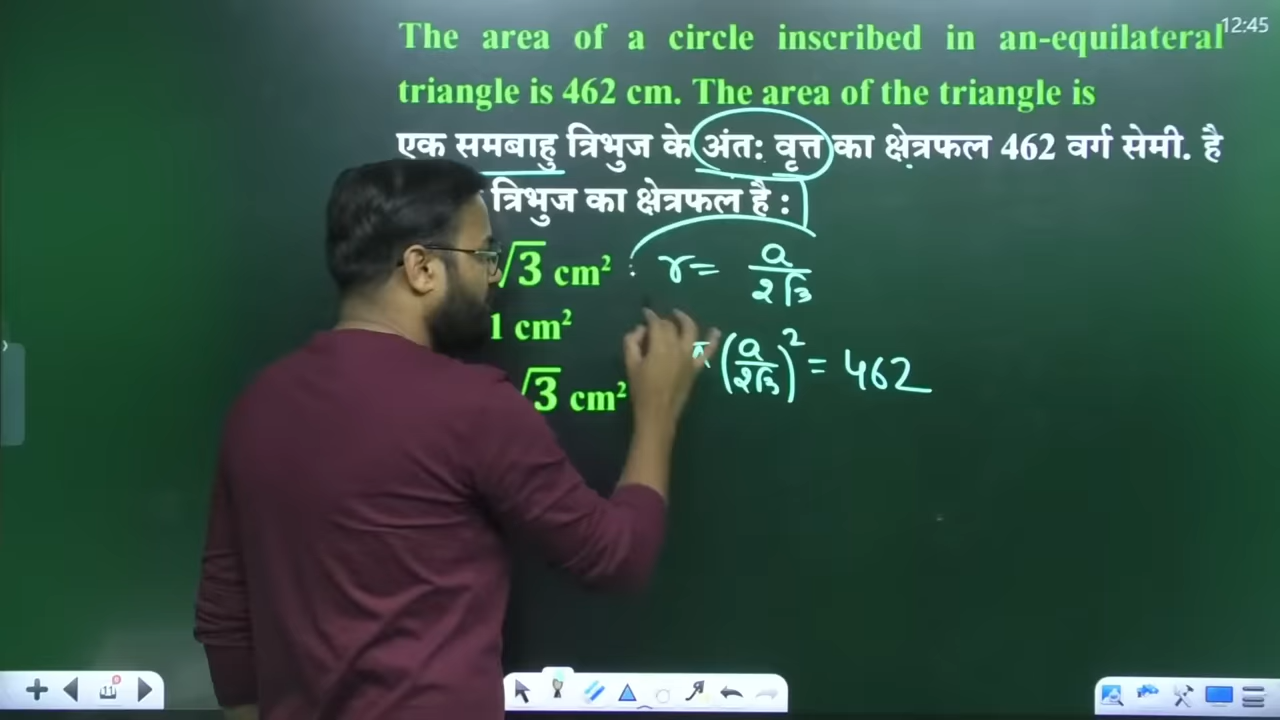 12:45
The area of a circle inscribed in an-equilateral
triangle is 462 cm. The area of the triangle is
एक समबाहु त्रिभुज के अंत: वृत्त का क्षेत्रफल 462 वर्ग सेमी. है
त्रिभुज का क्षेत्रफल है :
√3 cm²
1 cm²
√3 cm²
r = a/2√3
π (a/2√3)² = 462